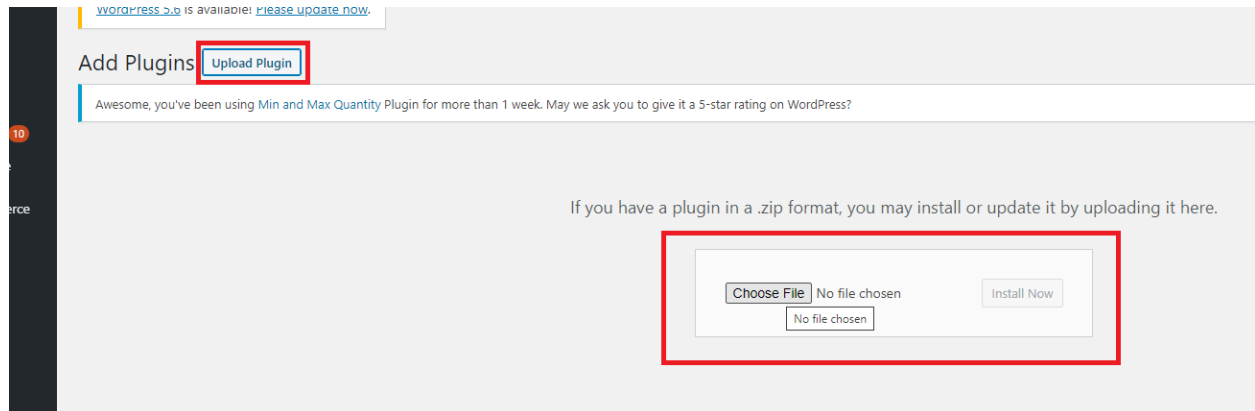 WordPress 5.6 is available! Please update now.
Add Plugins Upload Plugin
Awesome, you've been using Min and Max Quantity Plugin for more than 1 week. May we ask you to give it a 5-star rating on WordPress?
10
erce
If you have a plugin in a .zip format, you may install or update it by uploading it here.
Choose File No file chosen Install Now
No file chosen